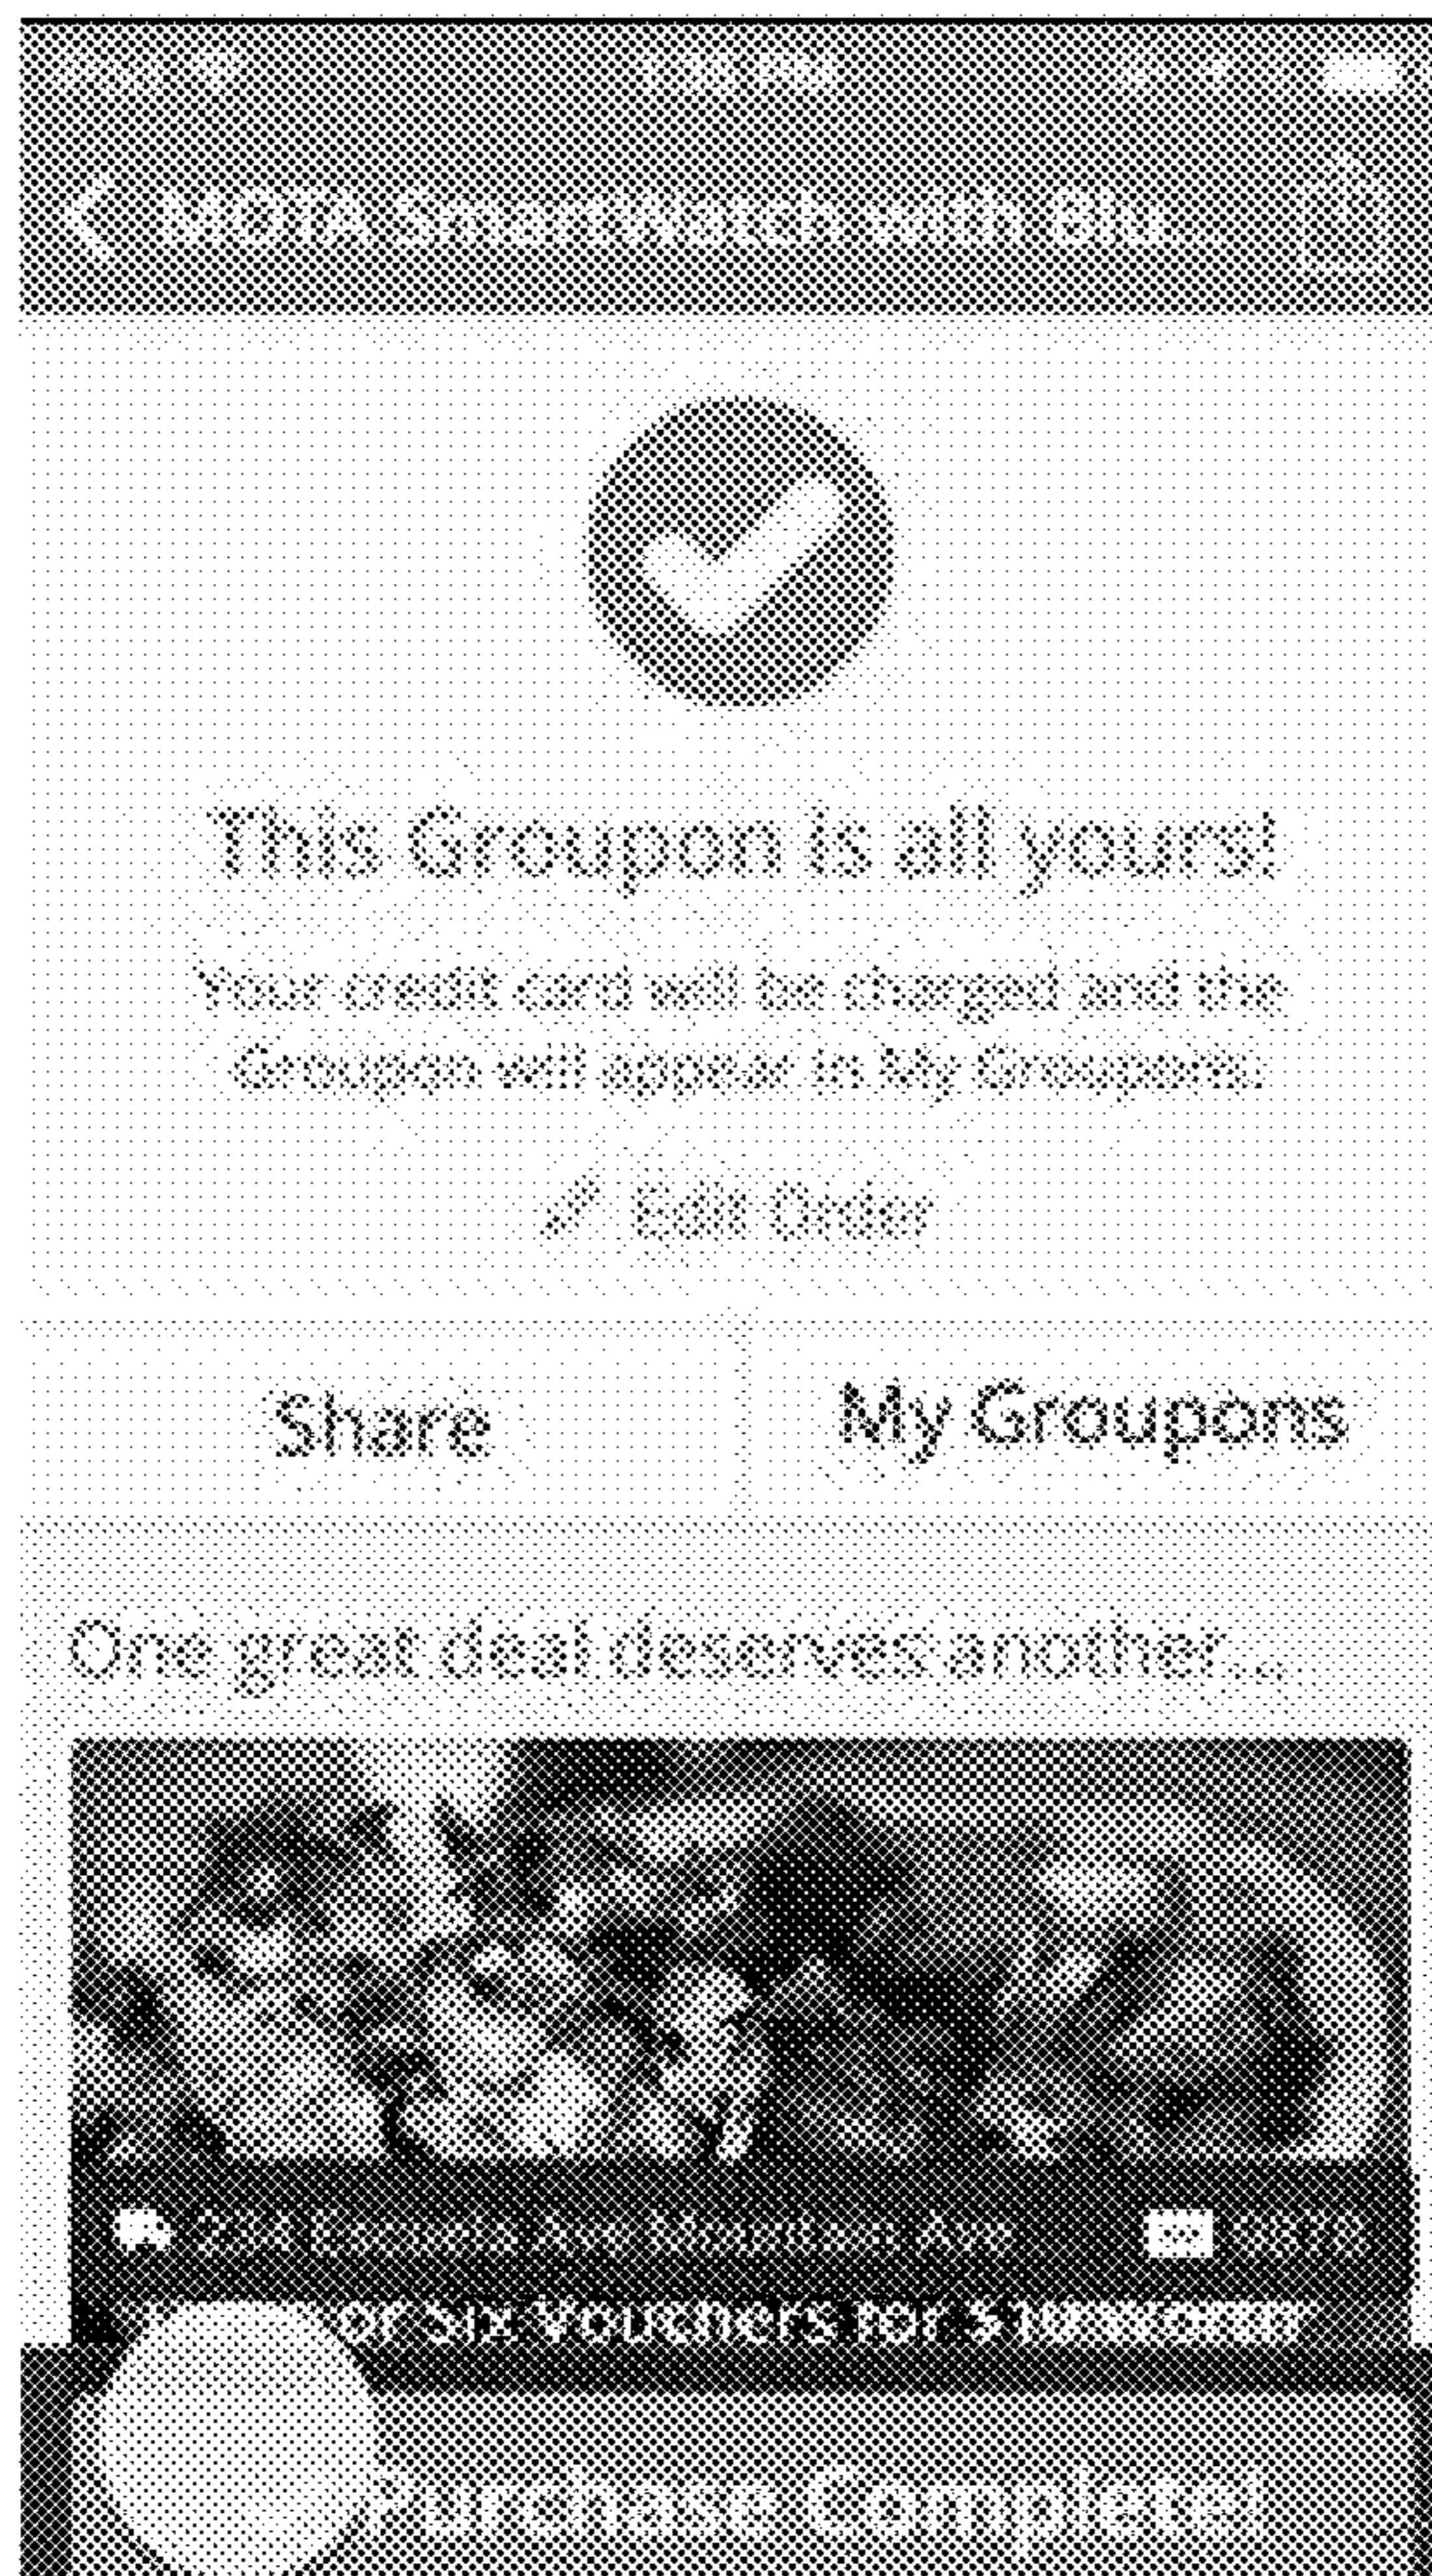 MOTA SmartWatch with Blu...
This Groupon is all yours!
Your credit card will be charged and the
Groupon will appear in My Groupons.
Edit Order
Share
My Groupons
One great deal deserves another...
or Six Vouchers for
Purchase Complete!